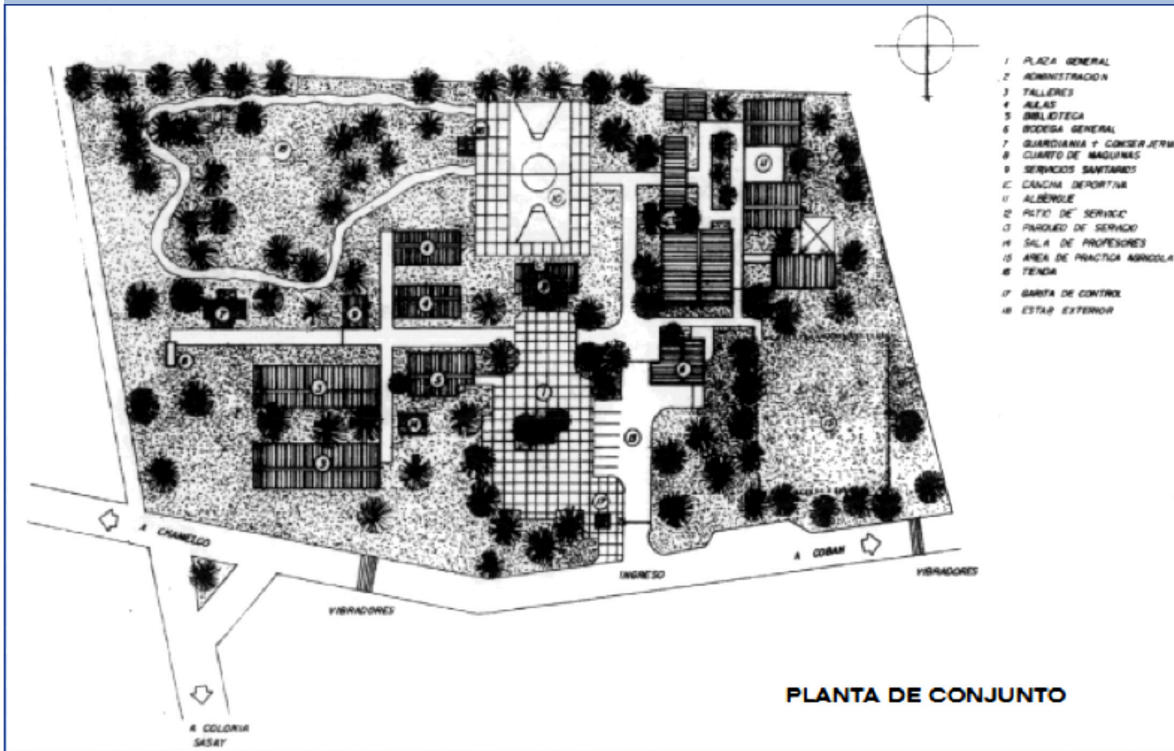 1 PLAZA GENERAL
2 ADMINISTRACION
3 TALLERES
4 AULAS
5 BIBLIOTECA
6 BODEGA GENERAL
7 GUARDIANIA + CONSERJERIA
8 CUARTO DE MAQUINAS
9 SERVICIOS SANITARIOS
10 CANCHA DEPORTIVA
11 ALBERGUE
12 PATIO DE SERVICIO
13 PARQUEO DE SERVICIO
14 SALA DE PROFESORES
15 AREA DE PRACTICA AGRICOLA
16 TIENDA
17 GARITA DE CONTROL
18 ESTAR EXTERIOR
A CHAMELCO
A COBAN
INGRESO
VIBRADORES
VIBRADORES
PLANTA DE CONJUNTO
A COLONIA
SASAY